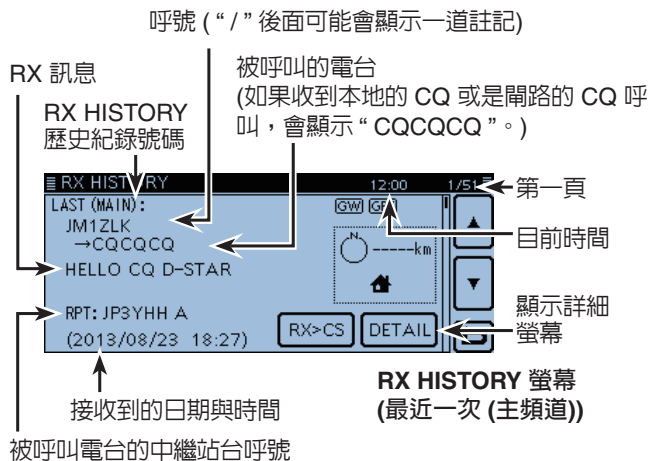 呼號 ( “ / ” 後面可能會顯示一道註記)
RX 訊息
被呼叫的電台
(如果收到本地的 CQ 或是閘路的 CQ 呼
叫，會顯示 “ CQCQCQ ”。)
RX HISTORY
歷史紀錄號碼
RX HISTORY
12:00
1/51
第一頁
LAST (MAIN):
GW
JM1ZLK
→CQCQCQ
N
-----km
目前時間
HELLO CQ D-STAR
RPT: JP3YHH A
(2013/08/23 18:27)
RX>CS
DETAIL
顯示詳細
螢幕
RX HISTORY 螢幕
(最近一次 (主頻道))
接收到的日期與時間
被呼叫電台的中繼站台呼號